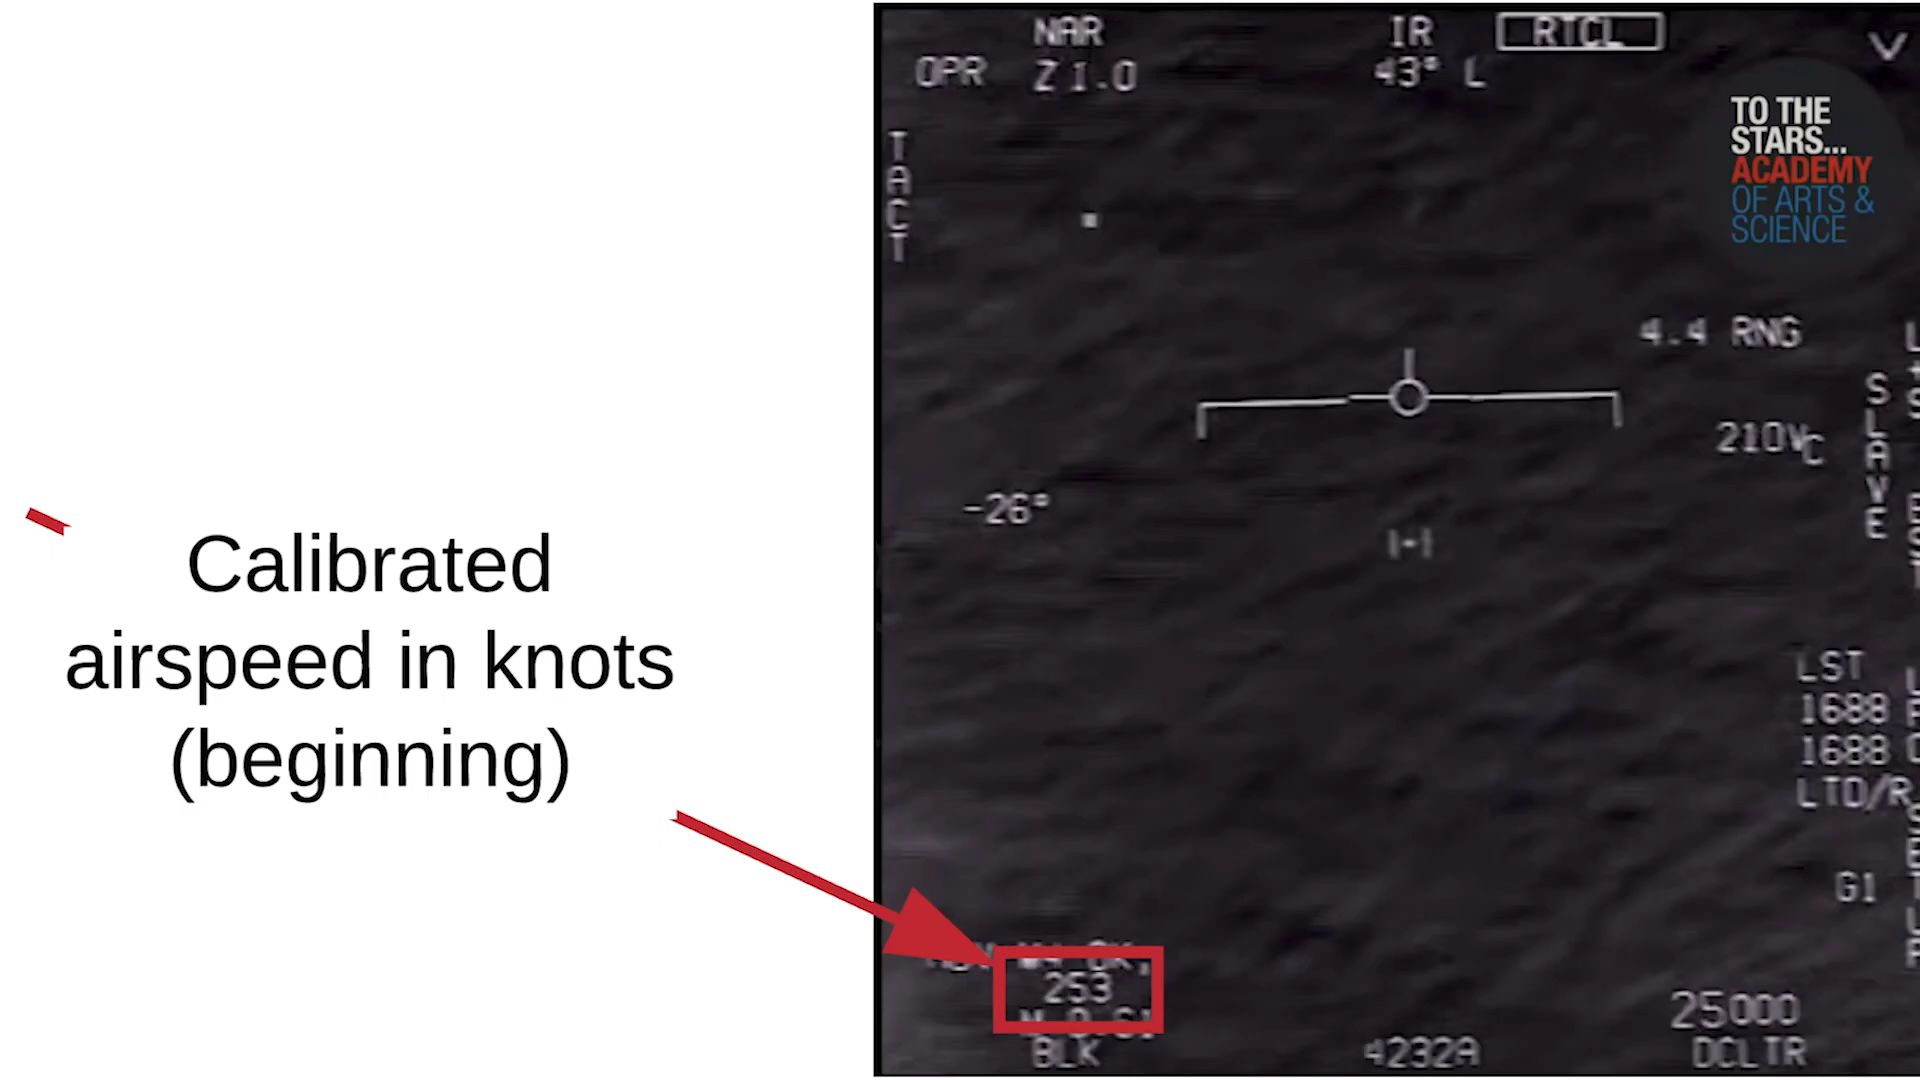 NAR
IR
RTCL
OPR
Z 1.0
43° L
TACT
TO THE
STARS...
ACADEMY
OF ARTS &
SCIENCE
4.4 RNG
210Vc
SLAVE
-26°
Calibrated
airspeed in knots
(beginning)
LST
1688
1688
LTD/R
G1
253
25000
BLK
4232A
DCLTR